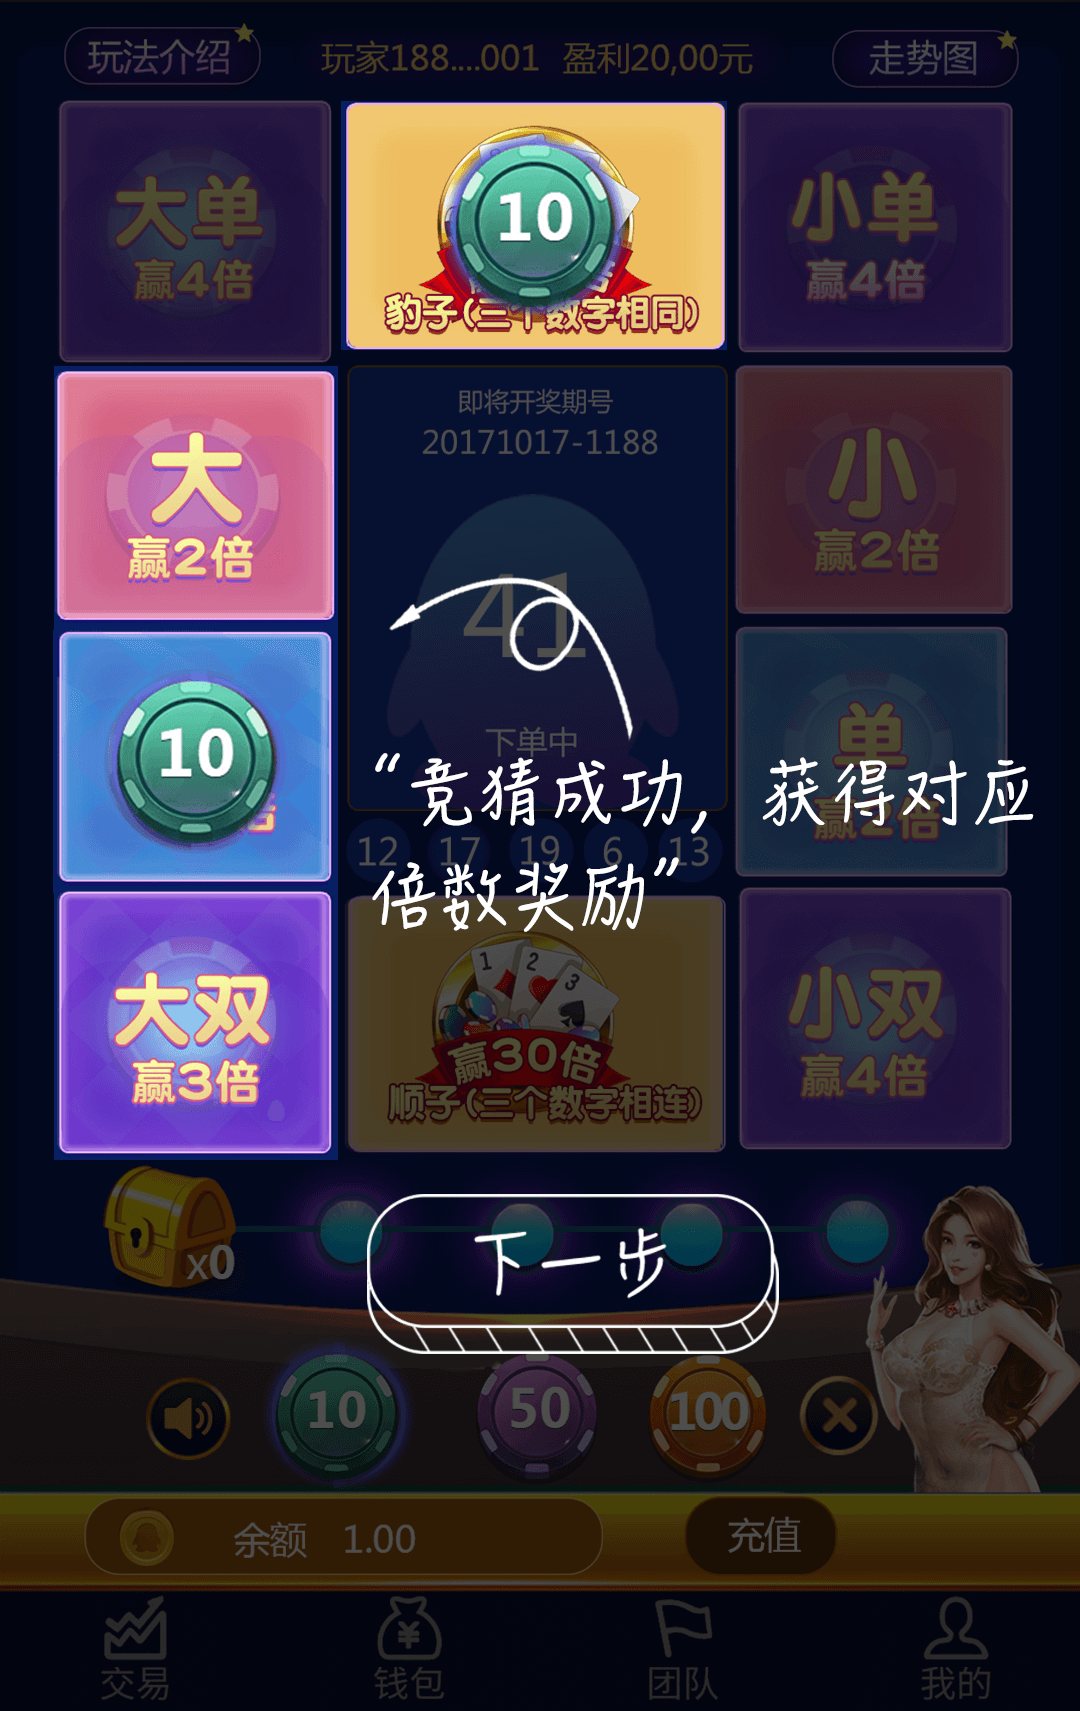 玩法介绍
玩家188....001 盈利20,00元
走势图
大单
赢4倍
10
豹子(三个数字相同)
小单
赢4倍
大
赢2倍
即将开奖期号
20171017-1188
41
下单中
小
赢2倍
10
倍
单
赢2倍
“竞猜成功，获得对应
倍数奖励”
12 17 19 6 13
大双
赢3倍
1 2 3
赢30倍
顺子(三个数字相连)
小双
赢4倍
x0
下一步
10
50
100
余额 1.00
充值
交易
钱包
团队
我的